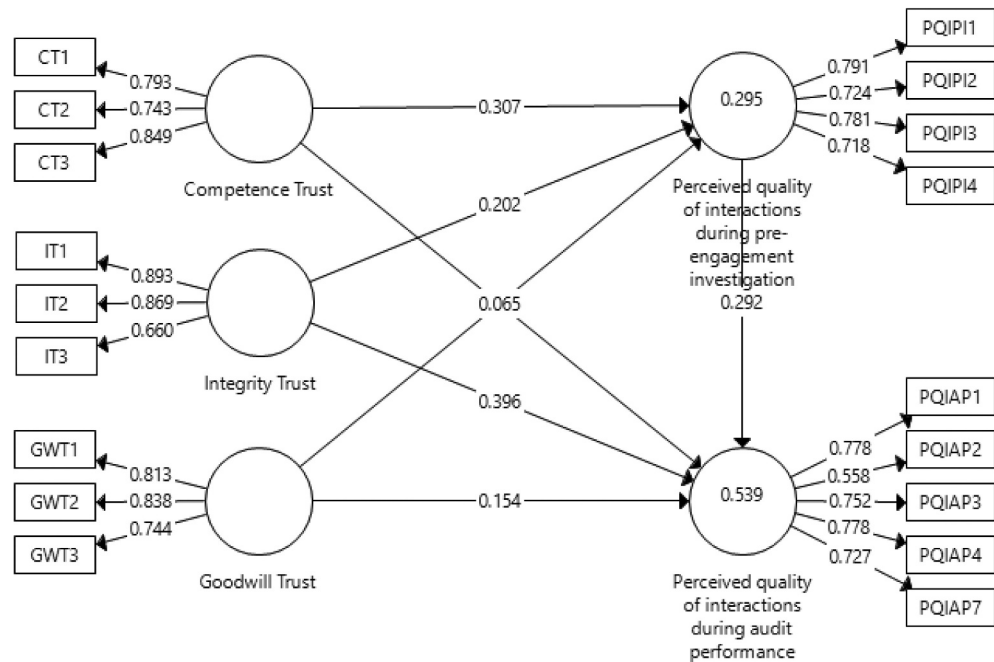 CT1
CT2
CT3
0.793
0.743
0.849
Competence Trust
IT1
IT2
IT3
0.893
0.869
0.660
Integrity Trust
GWT1
GWT2
GWT3
0.813
0.838
0.744
Goodwill Trust
0.307
0.202
0.065
0.396
0.154
0.295
Perceived quality
of interactions
during pre-
engagement
investigation
0.292
0.539
Perceived quality
of interactions
during audit
performance
0.791
0.724
0.781
0.718
PQIPI1
PQIPI2
PQIPI3
PQIPI4
0.778
0.558
0.752
0.778
0.727
PQIAP1
PQIAP2
PQIAP3
PQIAP4
PQIAP7